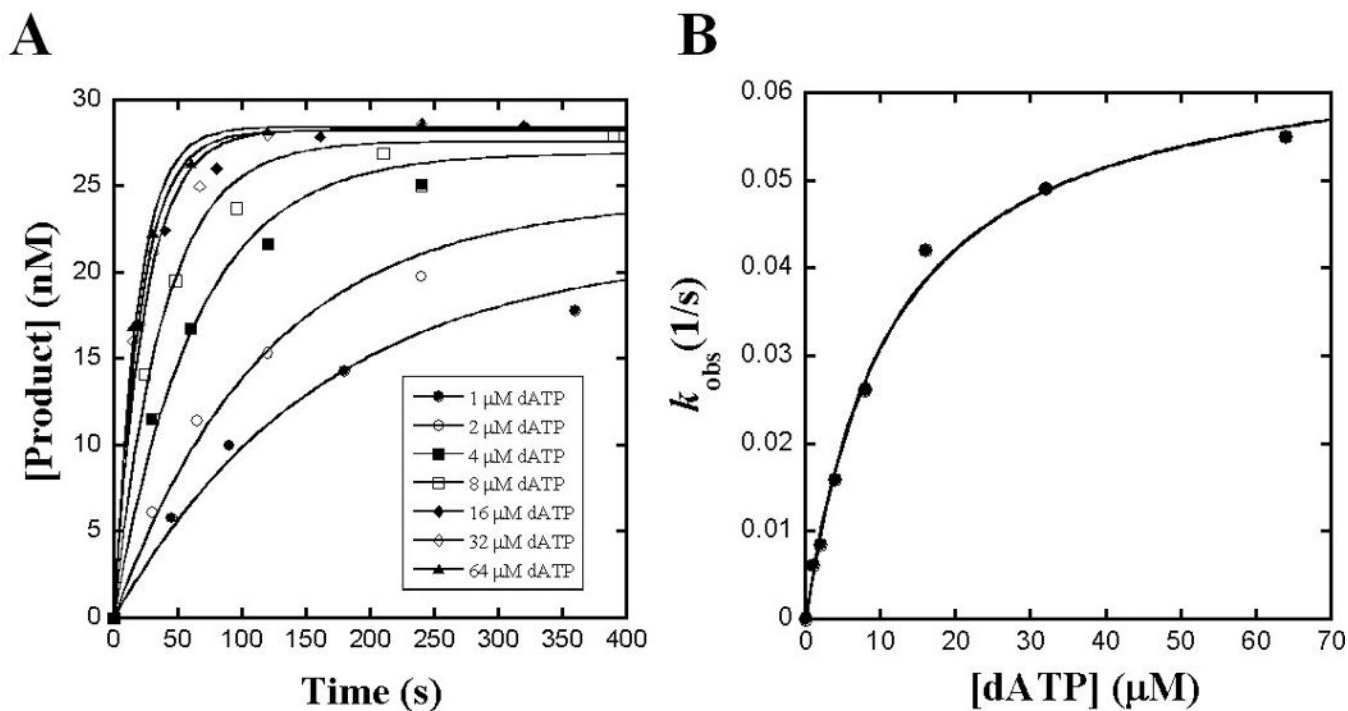 A
[Product] (nM)
30
25
20
15
10
5
0
0 50 100 150 200 250 300 350 400
Time (s)
1 μM dATP
2 μM dATP
4 μM dATP
8 μM dATP
16 μM dATP
32 μM dATP
64 μM dATP
B
k obs (1/s)
0.06
0.05
0.04
0.03
0.02
0.01
0
0 10 20 30 40 50 60 70
[dATP] (μM)